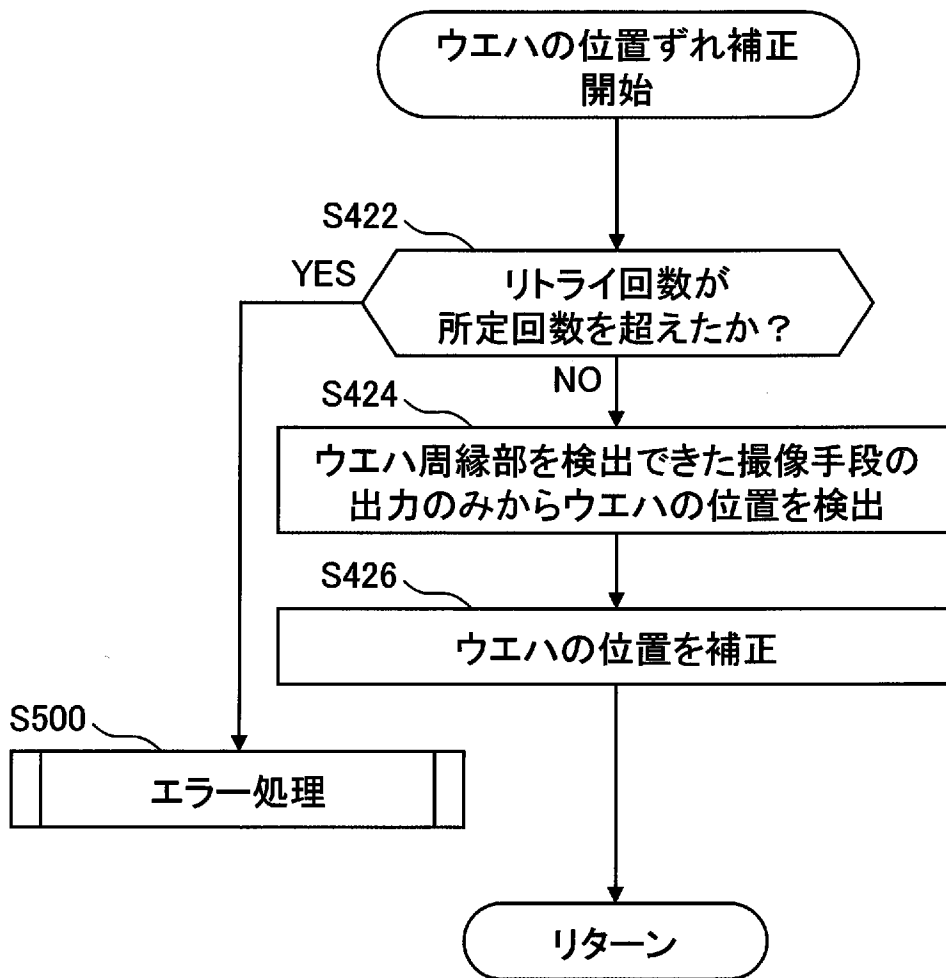 ウエハの位置ずれ補正
開始
S422
YES
リトライ回数が
所定回数を超えたか？
NO
S424
ウエハ周縁部を検出できた撮像手段の
出力のみからウエハの位置を検出
S426
ウエハの位置を補正
S500
エラー処理
リターン